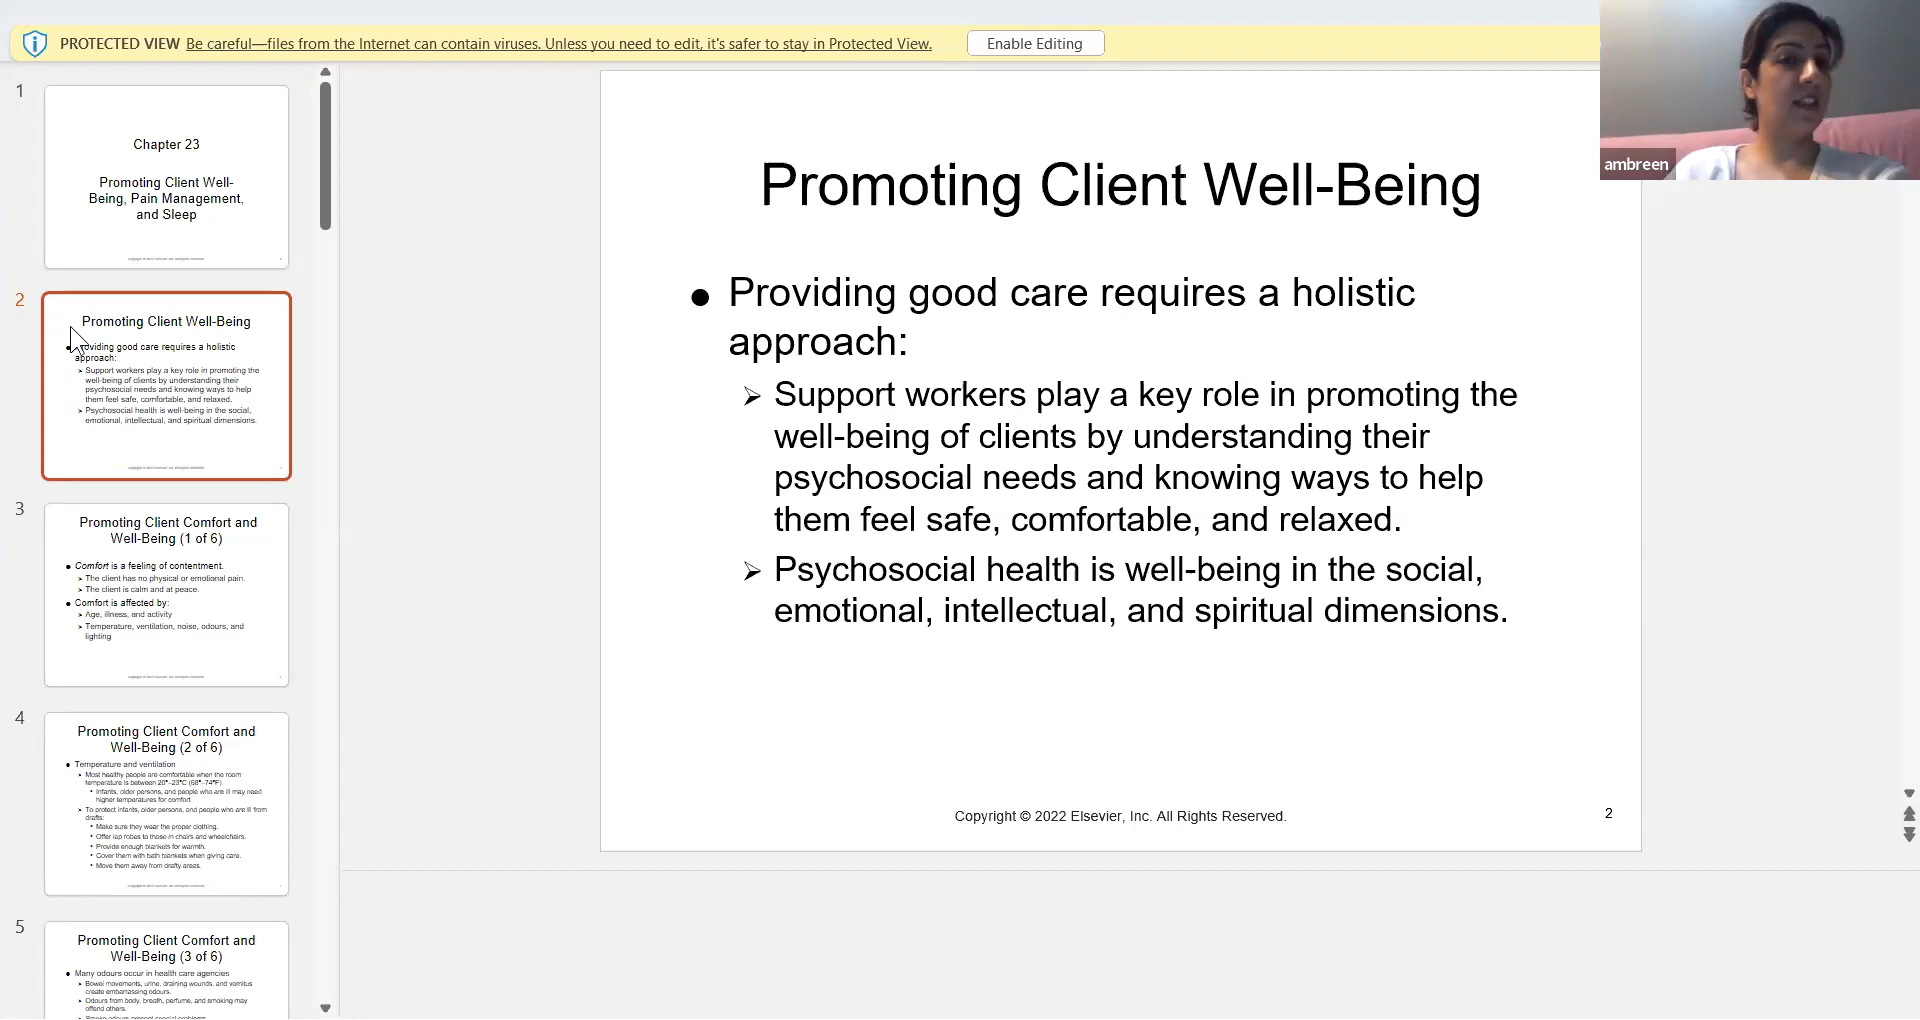 PROTECTED VIEW Be careful—files from the Internet can contain viruses. Unless you need to edit, it's safer to stay in Protected View. Enable Editing
1
Chapter 23
Promoting Client Well-
Being, Pain Management,
and Sleep
2
Promoting Client Well-Being
oviding good care requires a holistic
approach:
Support workers play a key role in promoting the
well-being of clients by understanding their
psychosocial needs and knowing ways to help
them feel safe, comfortable, and relaxed.
Psychosocial health is well-being in the social,
emotional, intellectual, and spiritual dimensions.
3
Promoting Client Comfort and
Well-Being (1 of 6)
Comfort is a feeling of contentment.
The client has no physical or emotional pain.
The client is calm and at peace.
Comfort is affected by:
Age, illness, and activity
Temperature, ventilation, noise, odours, and
lighting
4
Promoting Client Comfort and
Well-Being (2 of 6)
Temperature and ventilation
Most healthy people are comfortable when the room
temperature is between 20°–23°C (68°–74°F)
Infants, older persons, and people who are ill may need
higher temperatures for comfort
To protect infants, older persons, and people who are ill from
drafts:
Make sure they wear the proper clothing.
Offer lap robes to those in chairs and wheelchairs.
Provide enough blankets for warmth.
Cover them with bath blankets when giving care.
Move them away from drafty areas.
5
Promoting Client Comfort and
Well-Being (3 of 6)
Many odours occur in health care agencies
Bowel movements, urine, draining wounds, and vomitus
create embarrassing odours.
Odours from body, breath, perfume, and smoking may
offend others.
Promoting Client Well-Being
Providing good care requires a holistic
approach:
Support workers play a key role in promoting the
well-being of clients by understanding their
psychosocial needs and knowing ways to help
them feel safe, comfortable, and relaxed.
Psychosocial health is well-being in the social,
emotional, intellectual, and spiritual dimensions.
Copyright © 2022 Elsevier, Inc. All Rights Reserved.
2
ambreen